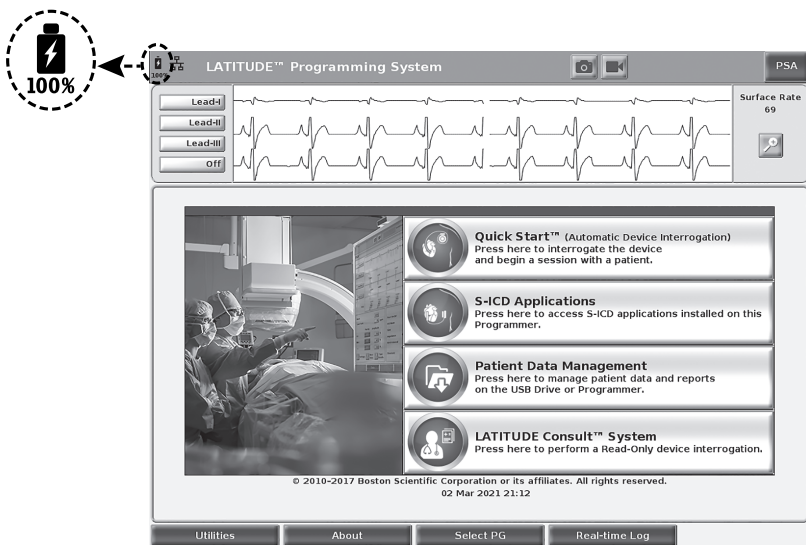 100%
100%
LATITUDE™ Programming System
PSA
Lead-I
Lead-II
Lead-III
Off
Surface Rate
69
Quick Start™ (Automatic Device Interrogation)
Press here to interrogate the device
and begin a session with a patient.
S-ICD Applications
Press here to access S-ICD applications installed on this
Programmer.
Patient Data Management
Press here to manage patient data and reports
on the USB Drive or Programmer.
LATITUDE Consult™ System
Press here to perform a Read-Only device interrogation.
© 2010-2017 Boston Scientific Corporation or its affiliates. All rights reserved.
02 Mar 2021 21:12
Utilities
About
Select PG
Real-time Log